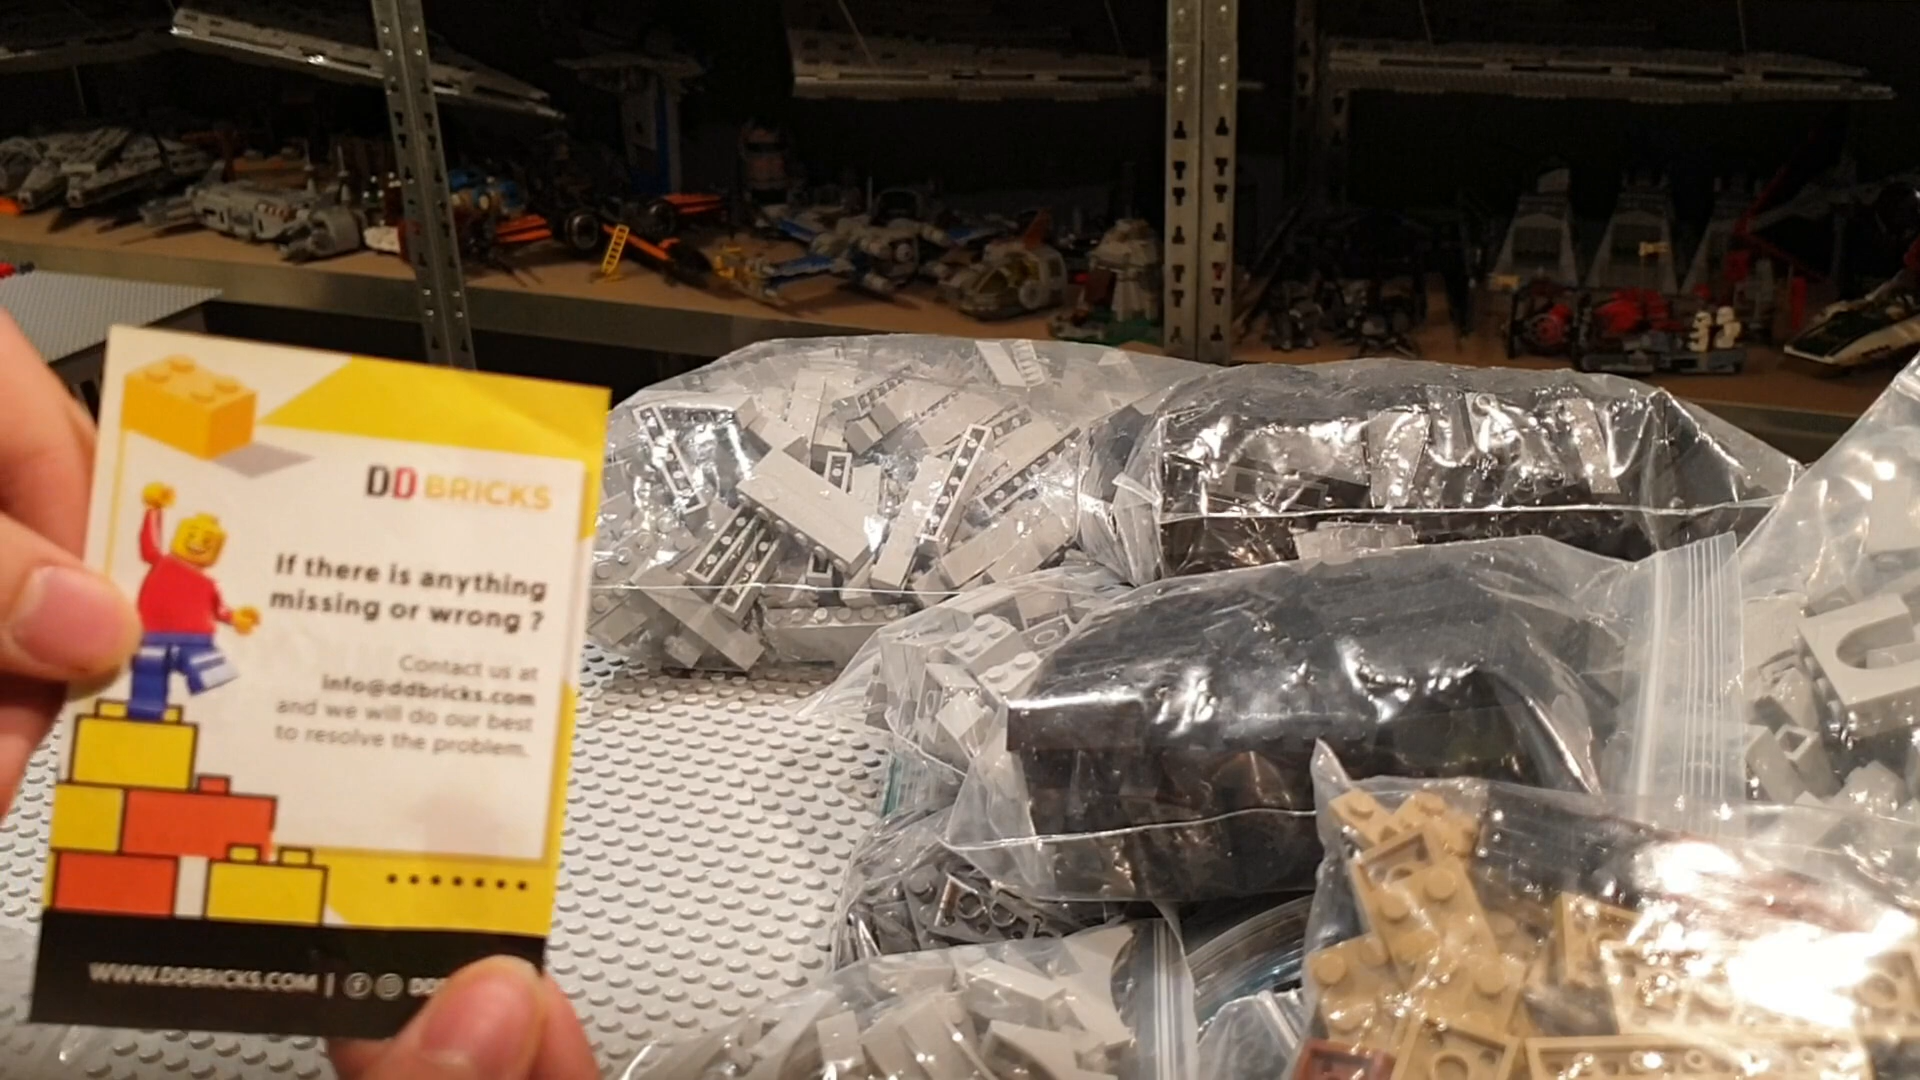 DD BRICKS
If there is anything
missing or wrong ?
Contact us at
info@ddbricks.com
and we will do our best
to resolve the problem.
WWW.DDBRICKS.COM |